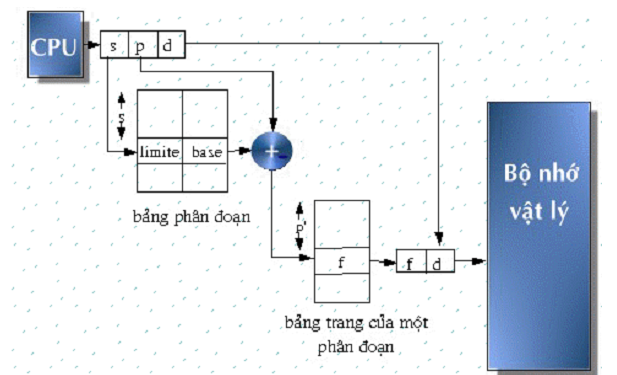 CPU
s p d
s
limite base
+
bảng phân đoạn
Bộ nhớ
vật lý
p'
f
f d
bảng trang của một
phân đoạn